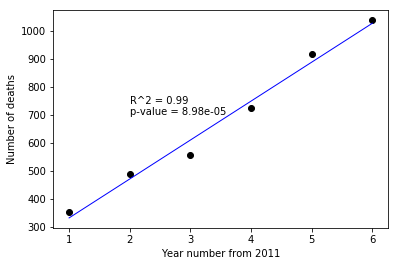 1000
900
800
700
600
500
400
300
Number of deaths
R^2 = 0.99
p-value = 8.98e-05
1 2 3 4 5 6
Year number from 2011